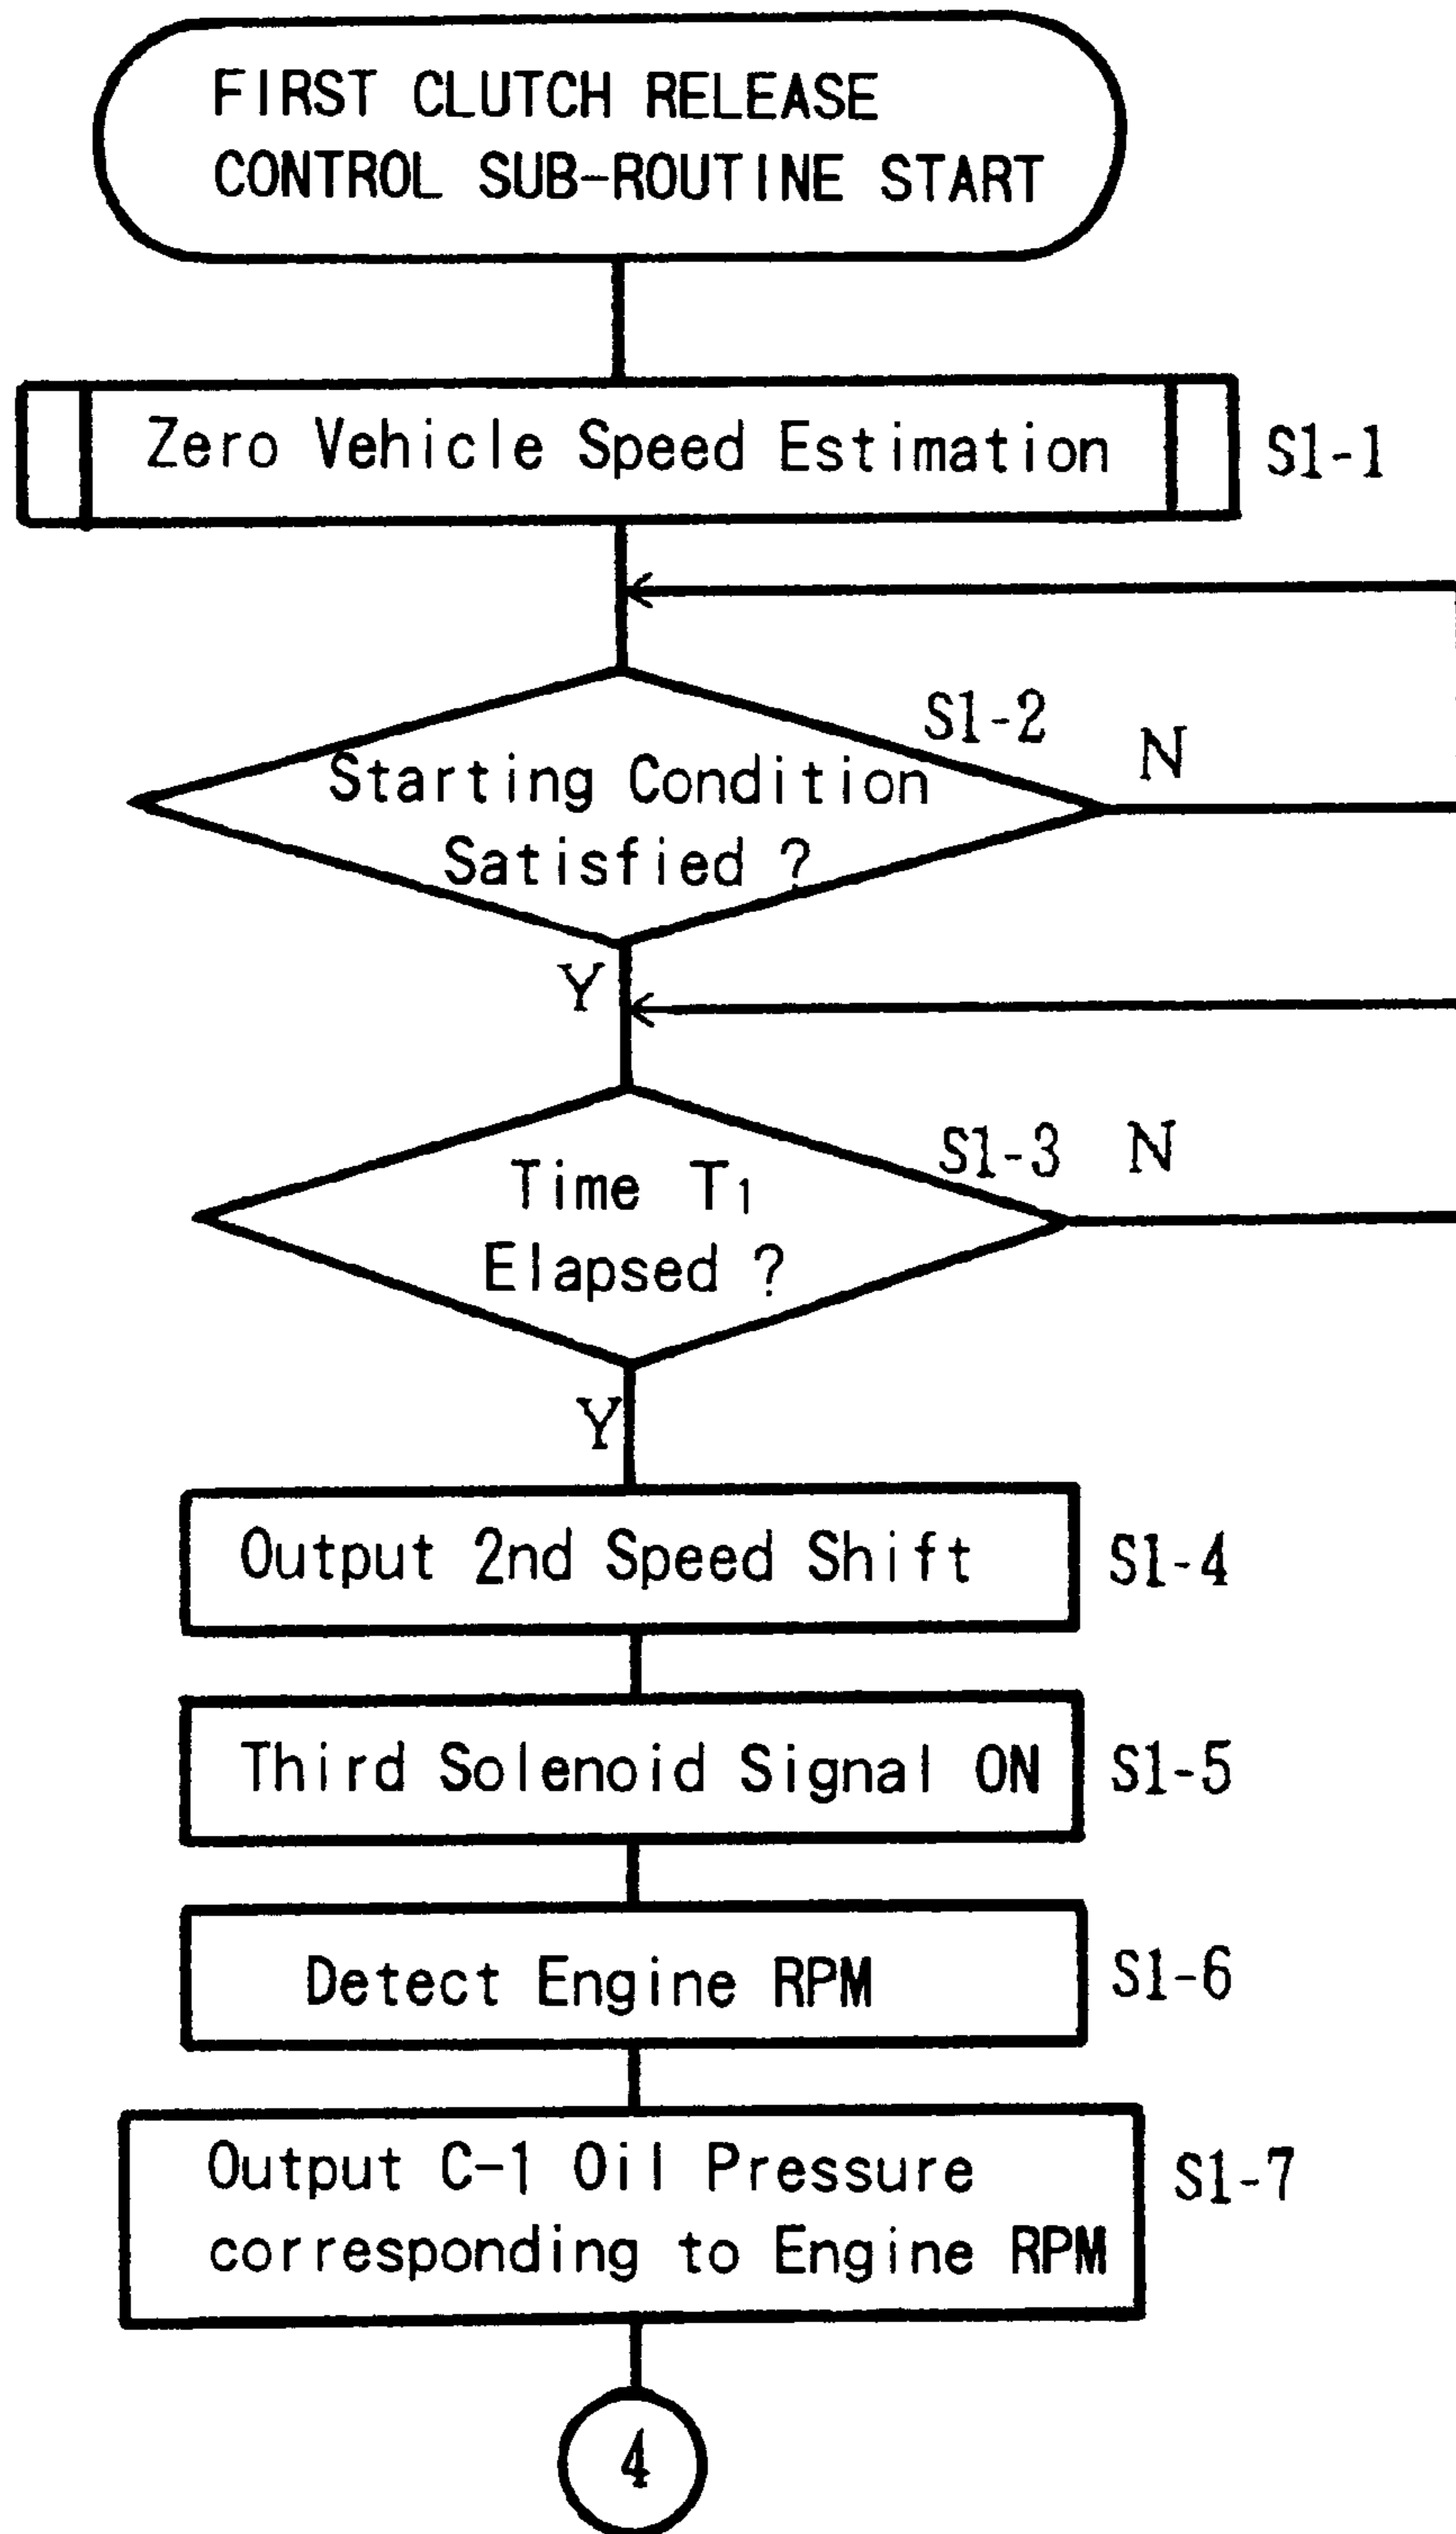 FIRST CLUTCH RELEASE
CONTROL SUB-ROUTINE START
Zero Vehicle Speed Estimation
S1-1
S1-2
N
Starting Condition
Satisfied ?
Y
S1-3
N
Time T1
Elapsed ?
Y
Output 2nd Speed Shift
S1-4
Third Solenoid Signal ON
S1-5
Detect Engine RPM
S1-6
Output C-1 Oil Pressure
corresponding to Engine RPM
S1-7
4